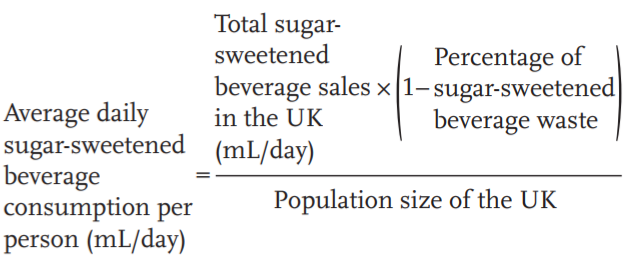 Average daily
sugar-sweetened
beverage
consumption per
person (mL/day)
=
Total sugar-
sweetened
beverage sales ×
in the UK
(mL/day)
(1–
Percentage of
sugar-sweetened
beverage waste
)
Population size of the UK